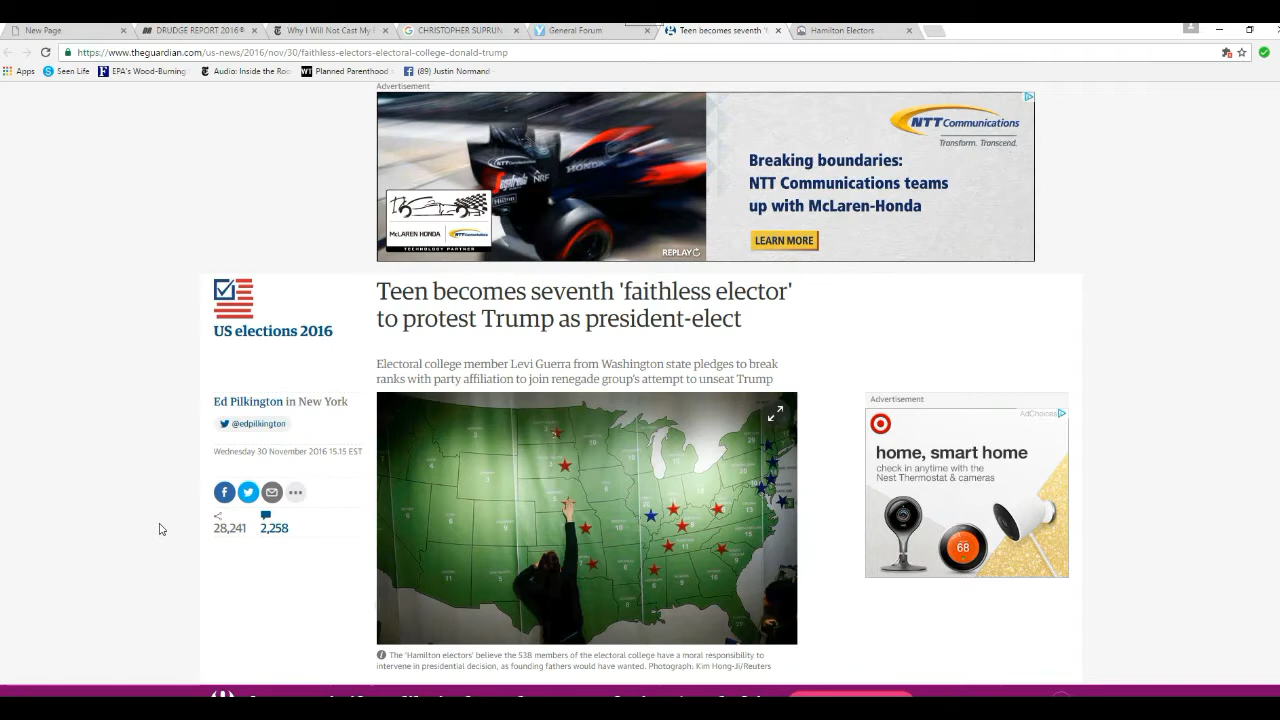 New Page
DRUDGE REPORT 2016®
Why I Will Not Cast My
CHRISTOPHER SUPRUN
General Forum
Teen becomes seventh '
Hamilton Electors
https://www.theguardian.com/us-news/2016/nov/30/faithless-electors-electoral-college-donald-trump
Apps
Seen Life
EPA's Wood-Burning
Audio: Inside the Roo
Planned Parenthood
(89) Justin Normand
Advertisement
NTT Communications
Transform. Transcend.
Breaking boundaries:
NTT Communications teams
up with McLaren-Honda
LEARN MORE
HONDA
NRF
Hilton
McLAREN HONDA
NTT Communications
TECHNOLOGY PARTNER
REPLAY
Teen becomes seventh 'faithless elector'
to protest Trump as president-elect
US elections 2016
Electoral college member Levi Guerra from Washington state pledges to break
ranks with party affiliation to join renegade group's attempt to unseat Trump
Ed Pilkington in New York
@edpilkington
Wednesday 30 November 2016 15.15 EST
28,241
2,258
Advertisement
AdChoices
home, smart home
check in anytime with the
Nest Thermostat & cameras
68
The 'Hamilton electors' believe the 538 members of the electoral college have a moral responsibility to
intervene in presidential decision, as founding fathers would have wanted. Photograph: Kim Hong-Ji/Reuters